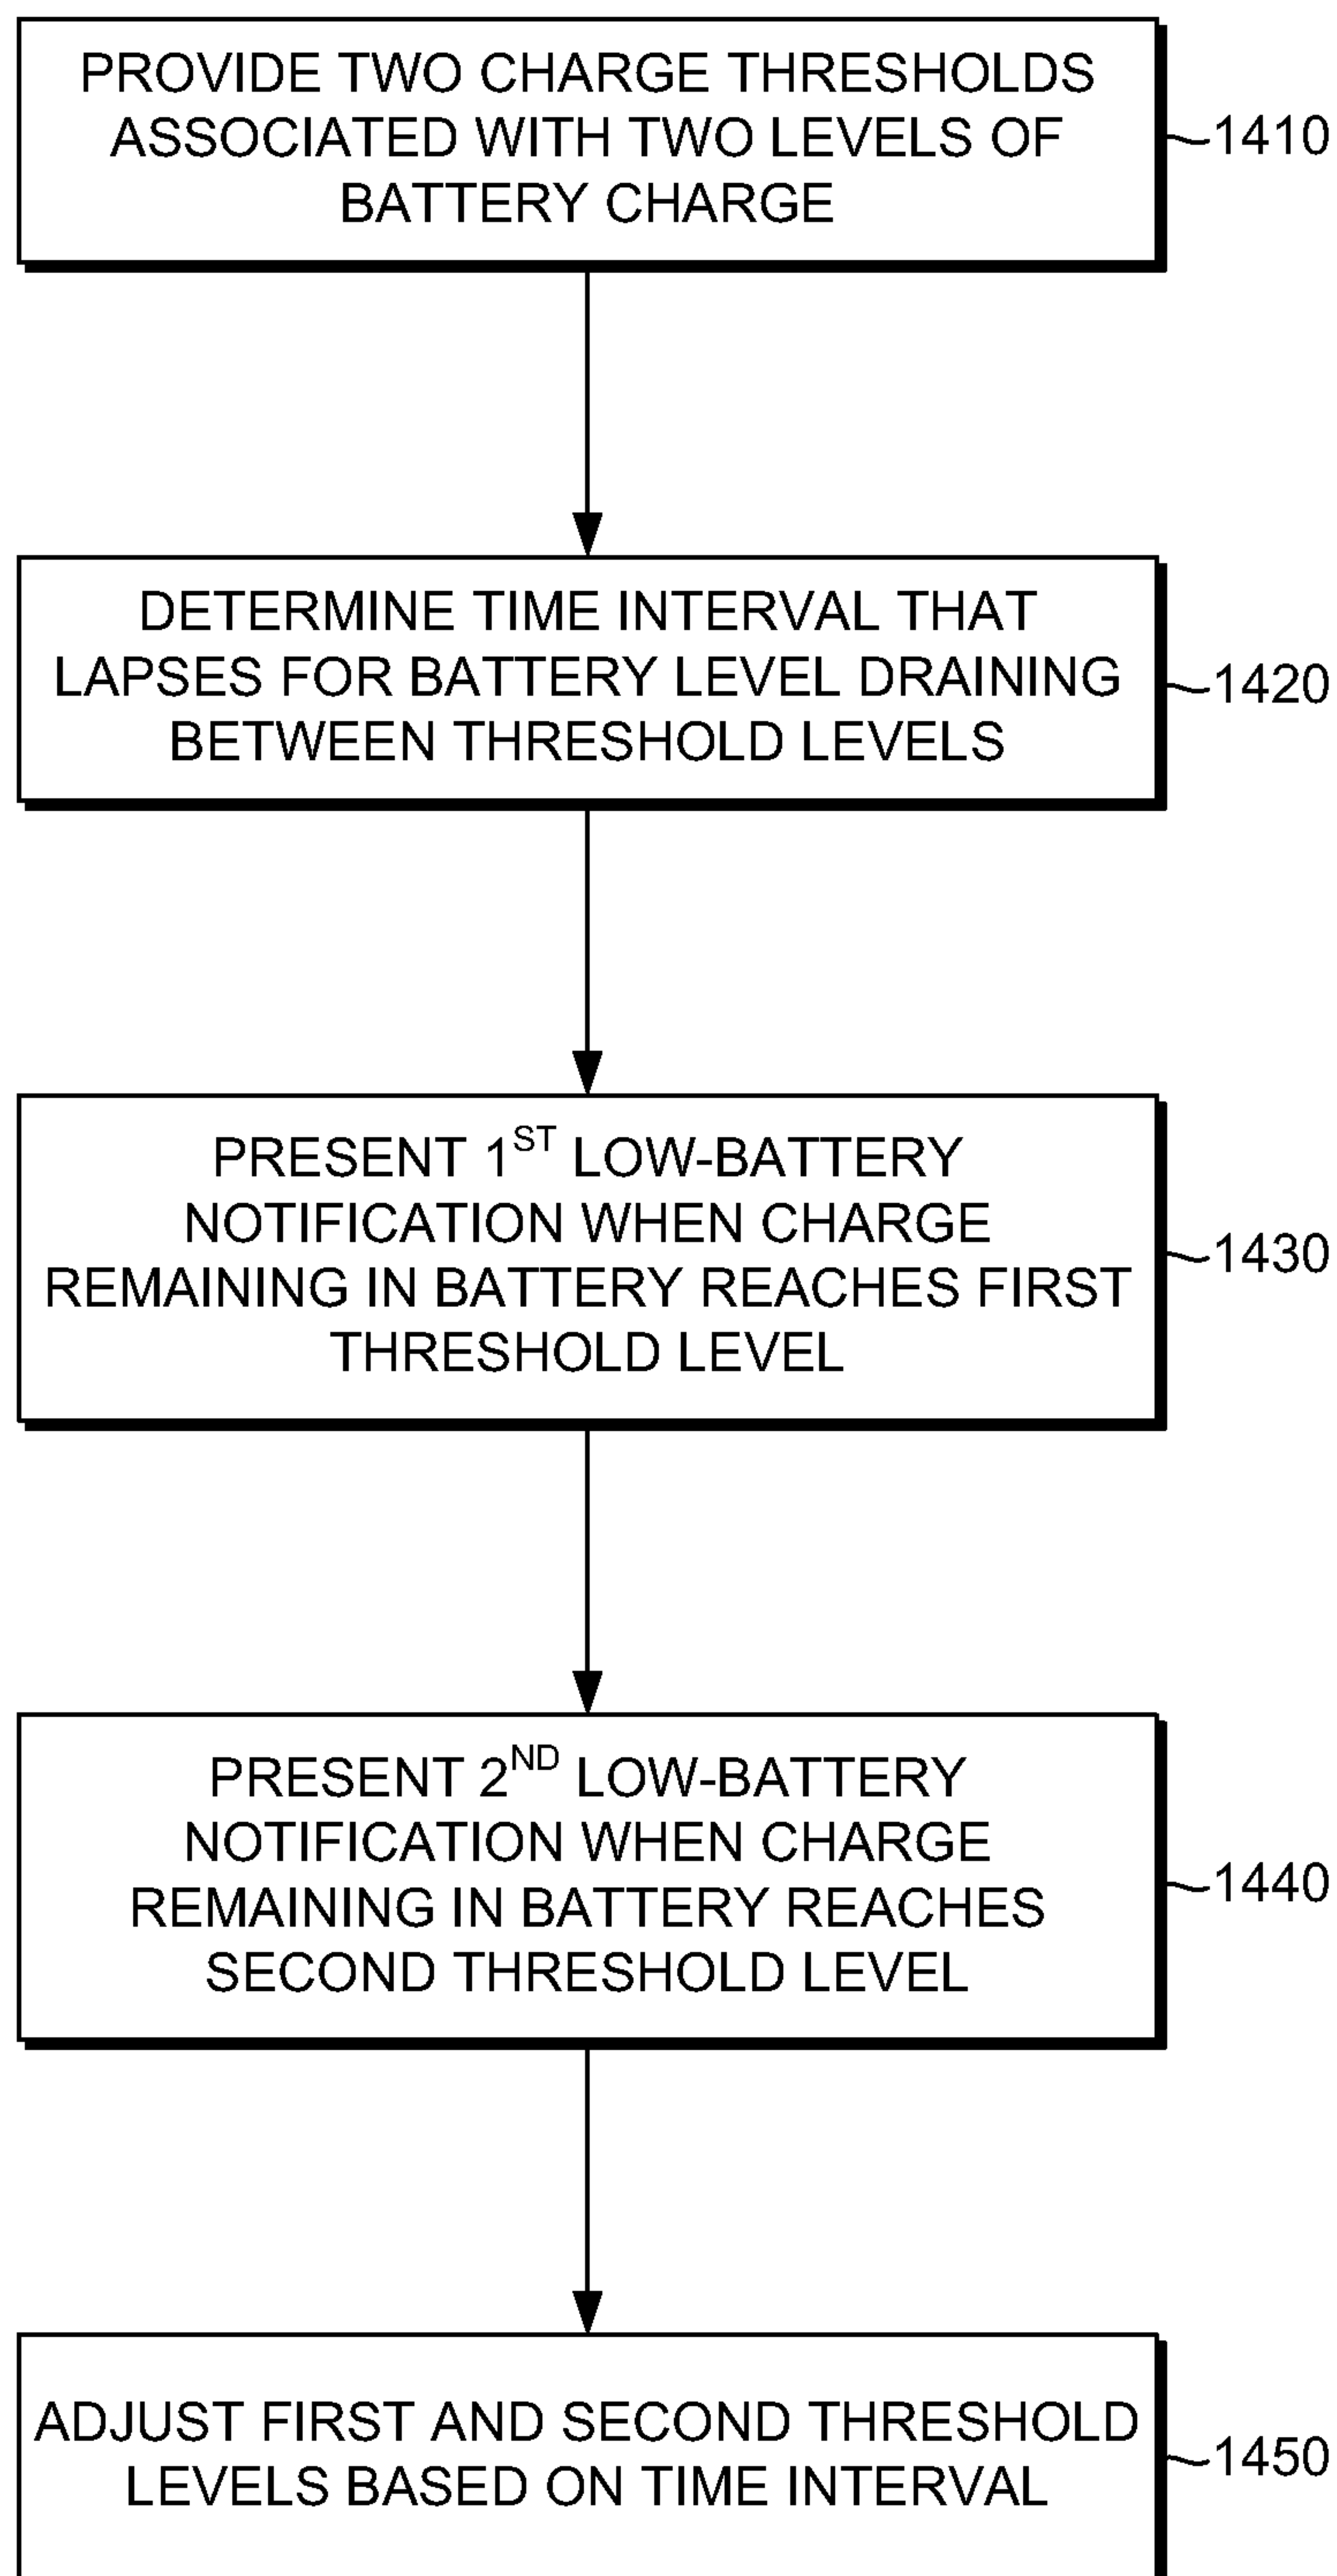 PROVIDE TWO CHARGE THRESHOLDS
ASSOCIATED WITH TWO LEVELS OF
BATTERY CHARGE
1410
DETERMINE TIME INTERVAL THAT
LAPSES FOR BATTERY LEVEL DRAINING
BETWEEN THRESHOLD LEVELS
1420
PRESENT 1ST LOW-BATTERY
NOTIFICATION WHEN CHARGE
REMAINING IN BATTERY REACHES FIRST
THRESHOLD LEVEL
1430
PRESENT 2ND LOW-BATTERY
NOTIFICATION WHEN CHARGE
REMAINING IN BATTERY REACHES
SECOND THRESHOLD LEVEL
1440
ADJUST FIRST AND SECOND THRESHOLD
LEVELS BASED ON TIME INTERVAL
1450